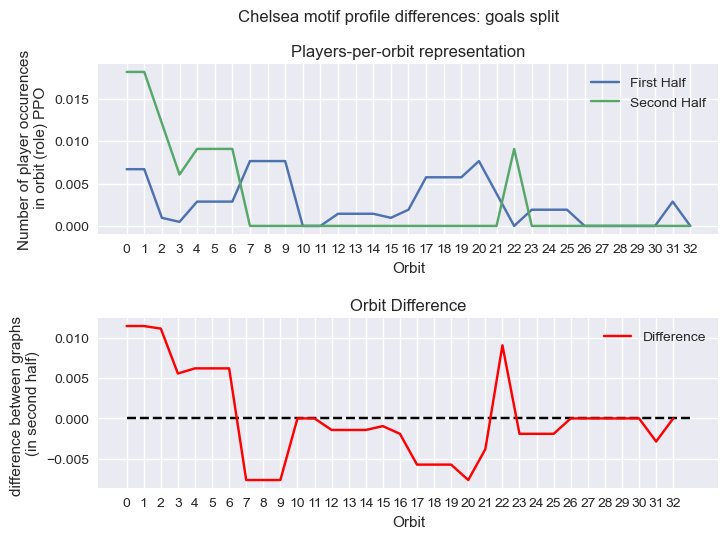 Chelsea motif profile differences: goals split
Players-per-orbit representation
Number of player occurences
in orbit (role) PPO
0.015
0.010
0.005
0.000
First Half
Second Half
0 1 2 3 4 5 6 7 8 9 10 11 12 13 14 15 16 17 18 19 20 21 22 23 24 25 26 27 28 29 30 31 32
Orbit
Orbit Difference
difference between graphs
(in second half)
0.010
0.005
0.000
−0.005
Difference
0 1 2 3 4 5 6 7 8 9 10 11 12 13 14 15 16 17 18 19 20 21 22 23 24 25 26 27 28 29 30 31 32
Orbit